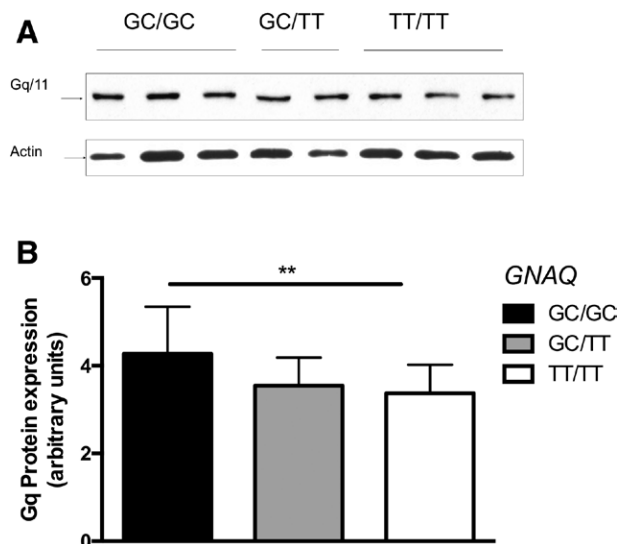 A
GC/GC GC/TT TT/TT
Gq/11
Actin
B
Gq Protein expression
(arbitrary units)
6
4
2
0
**
GNAQ
GC/GC
GC/TT
TT/TT